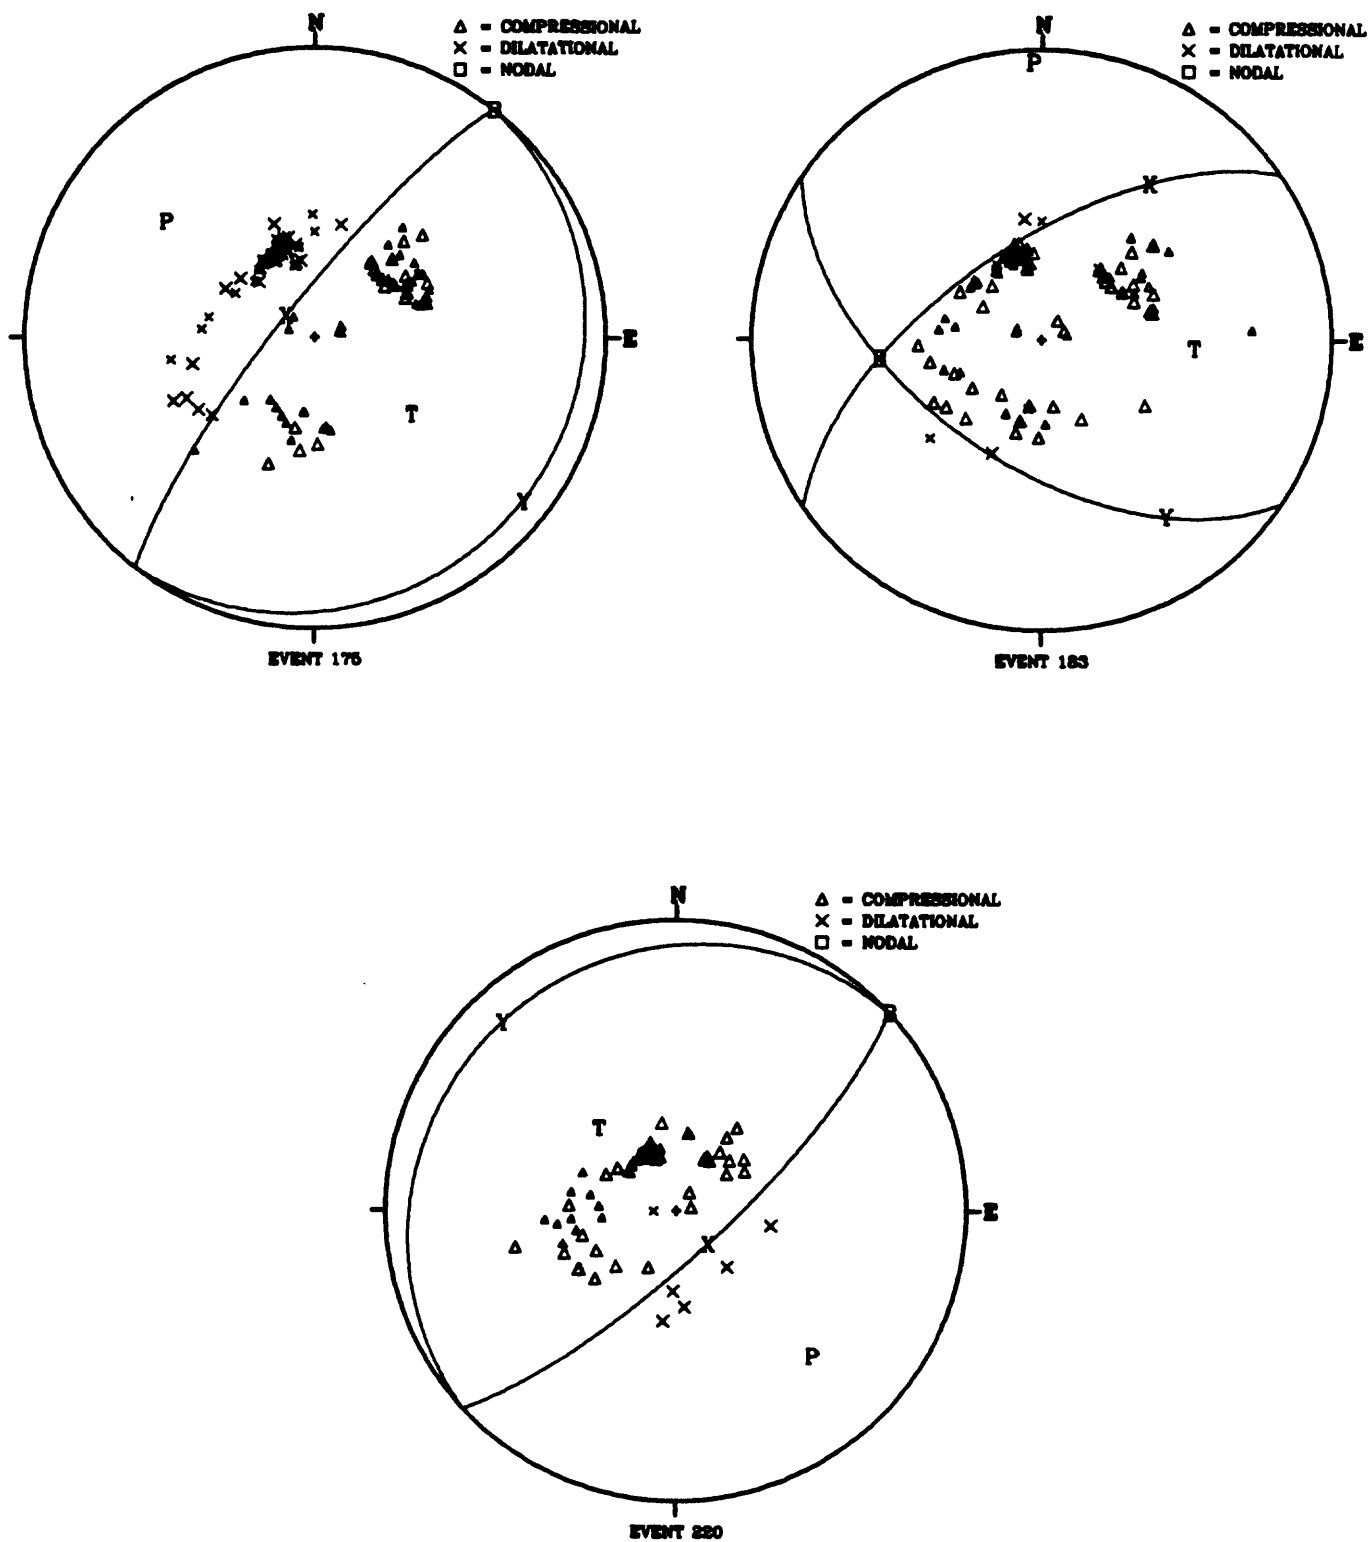 N
△ = COMPRESSIONAL
× = DILATATIONAL
□ = NODAL
B
P
Y
E
T
Y
EVENT 175
N
△ = COMPRESSIONAL
× = DILATATIONAL
□ = NODAL
P
X
B
E
T
Y
EVENT 183
N
△ = COMPRESSIONAL
× = DILATATIONAL
□ = NODAL
B
Y
T
E
X
P
EVENT 220